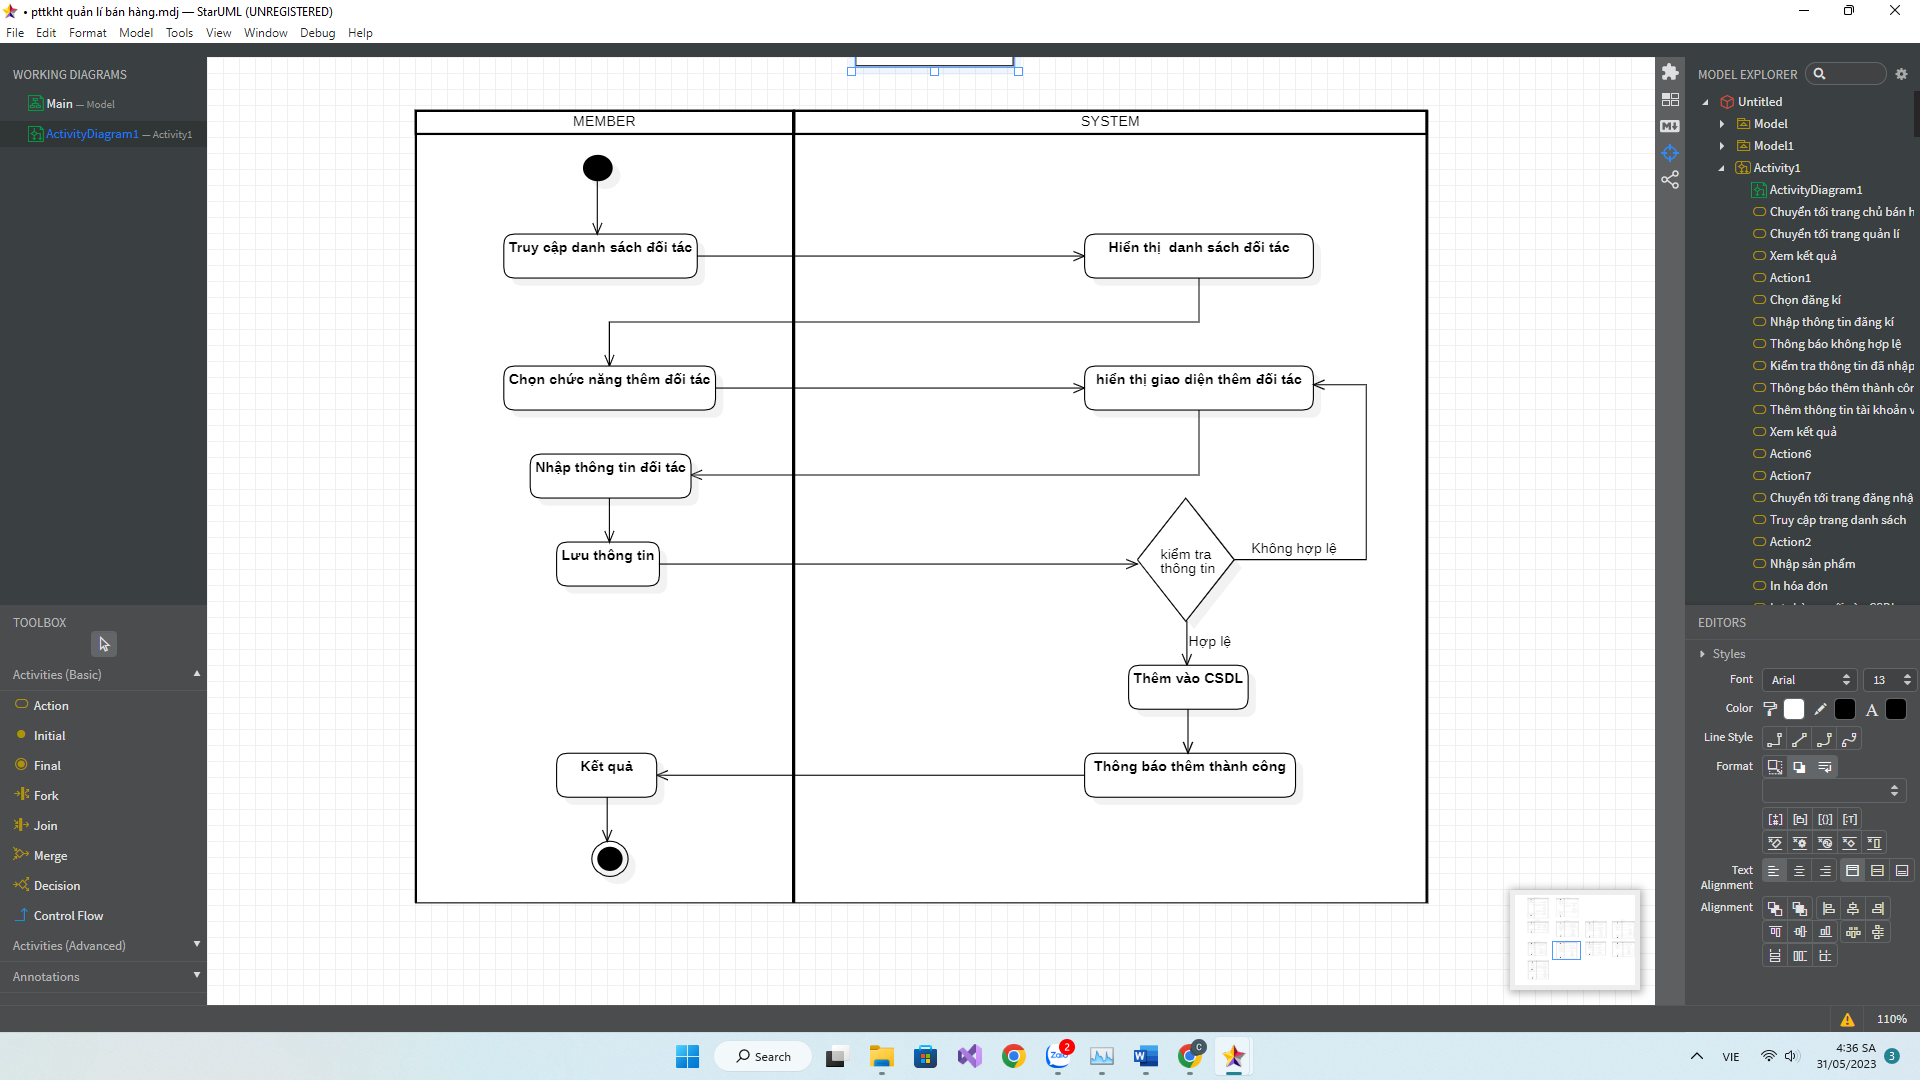 • pttkht quản lí bán hàng.mdj — StarUML (UNREGISTERED)
File Edit Format Model Tools View Window Debug Help
WORKING DIAGRAMS
Main — Model
ActivityDiagram1 — Activity1
TOOLBOX
Activities (Basic)
Action
Initial
Final
Fork
Join
Merge
Decision
Control Flow
Activities (Advanced)
Annotations
MEMBER
SYSTEM
Truy cập danh sách đối tác
Hiển thị danh sách đối tác
Chọn chức năng thêm đối tác
hiển thị giao diện thêm đối tác
Nhập thông tin đối tác
Lưu thông tin
kiểm tra
thông tin
Không hợp lệ
Hợp lệ
Thêm vào CSDL
Kết quả
Thông báo thêm thành công
MODEL EXPLORER
Untitled
Model
Model1
Activity1
ActivityDiagram1
Chuyển tới trang chủ bán h
Chuyển tới trang quản lí
Xem kết quả
Action1
Chọn đăng kí
Nhập thông tin đăng kí
Thông báo không hợp lệ
Kiểm tra thông tin đã nhập
Thông báo thêm thành côn
Thêm thông tin tài khoản v
Xem kết quả
Action6
Action7
Chuyển tới trang đăng nhậ
Truy cập trang danh sách
Action2
Nhập sản phẩm
In hóa đơn
EDITORS
Styles
Font Arial 13
Color
Line Style
Format
Text
Alignment
Alignment
110%
Search
Zalo
2
C
VIE
4:36 SA
31/05/2023
3